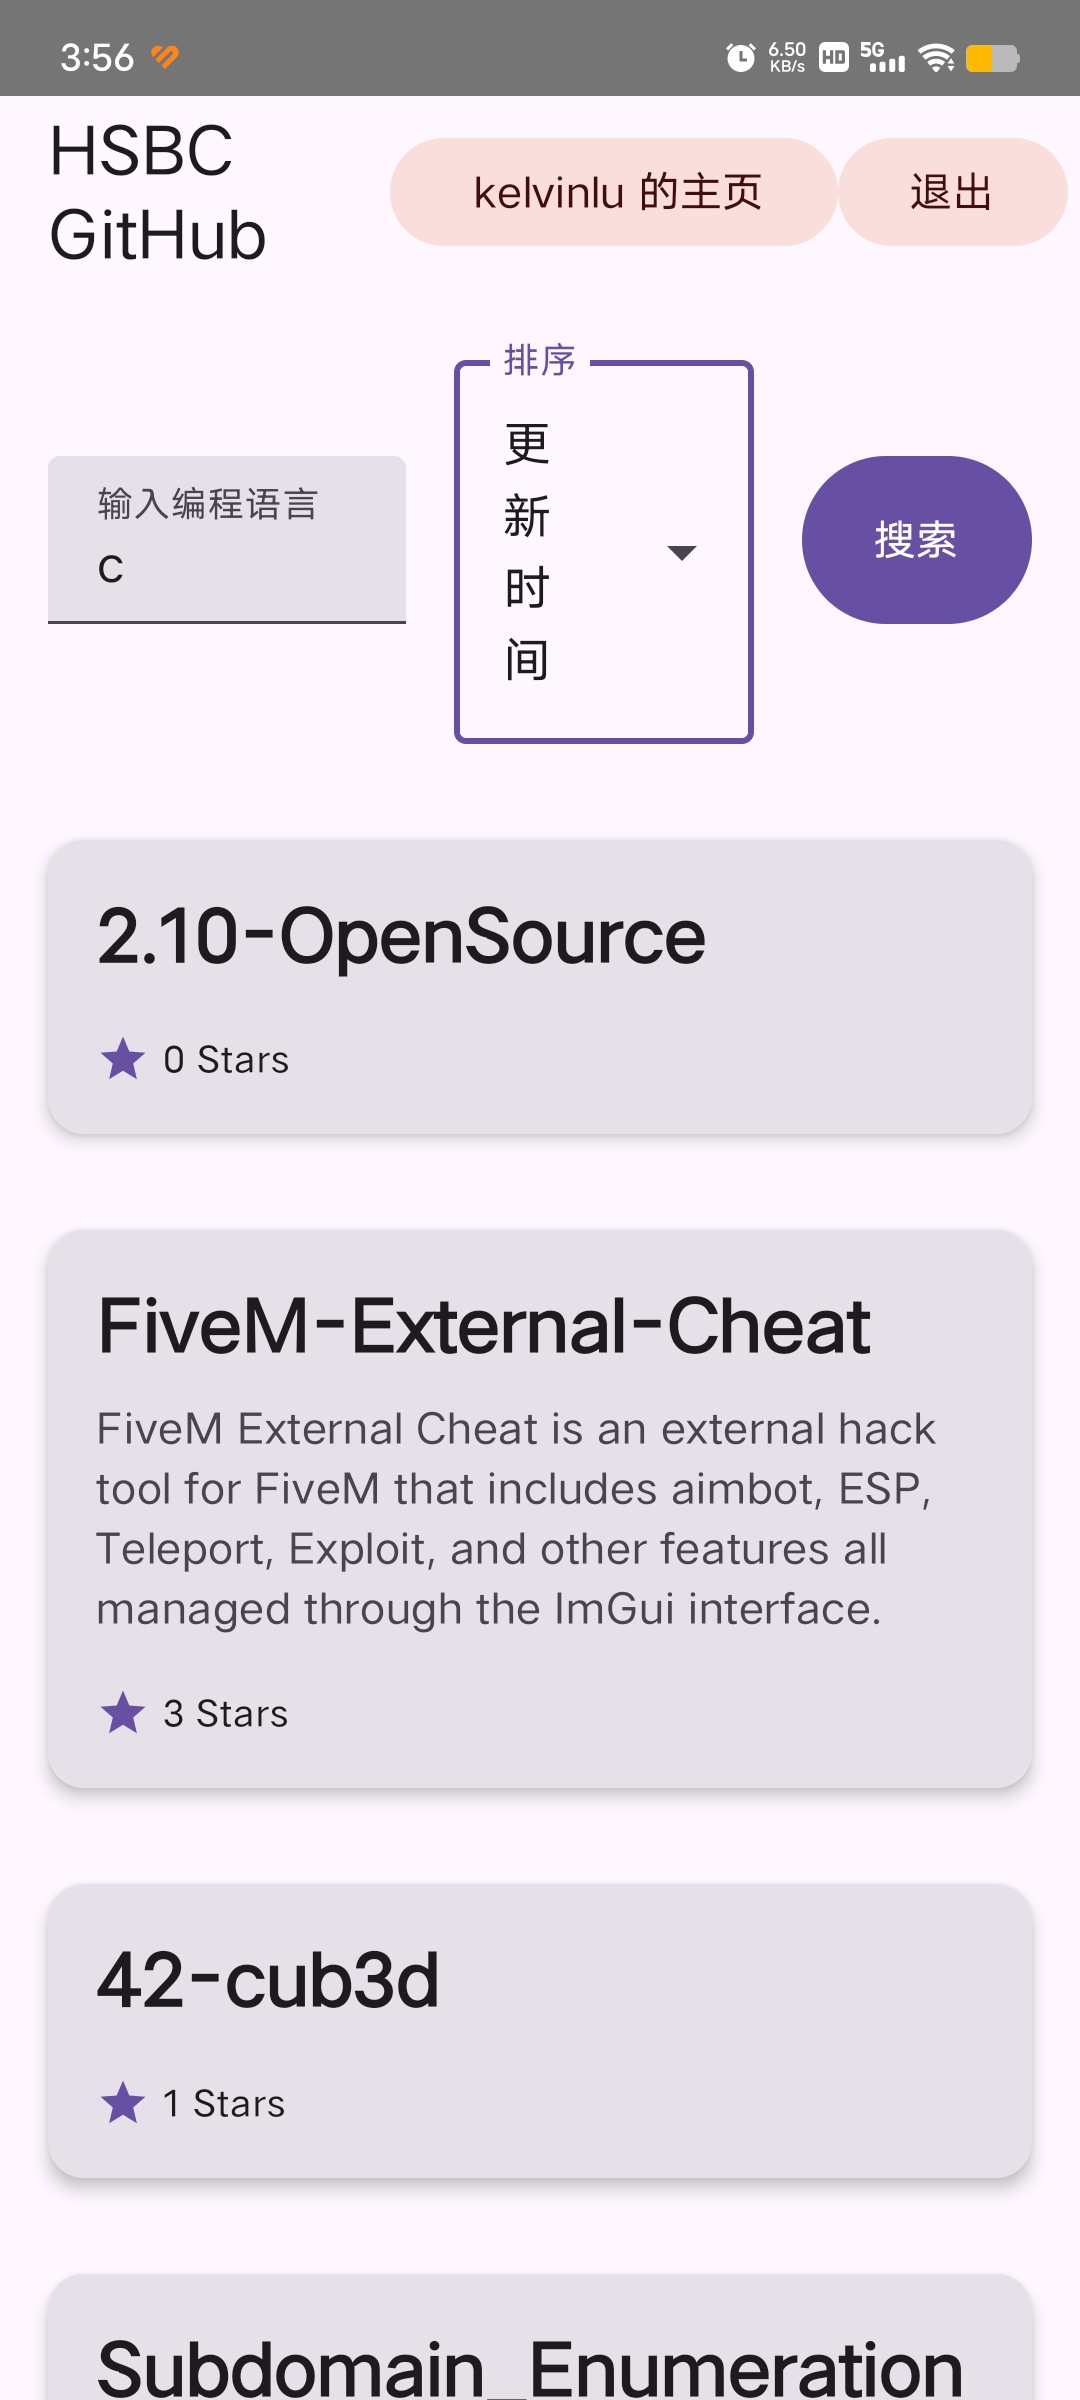 3:56
6.50
KB/s
HD
5G
HSBC
GitHub
kelvinlu 的主页
退出
排序
输入编程语言
c
更
新
时
间
搜索
2.10-OpenSource
0 Stars
FiveM-External-Cheat
FiveM External Cheat is an external hack
tool for FiveM that includes aimbot, ESP,
Teleport, Exploit, and other features all
managed through the ImGui interface.
3 Stars
42-cub3d
1 Stars
Subdomain_Enumeration